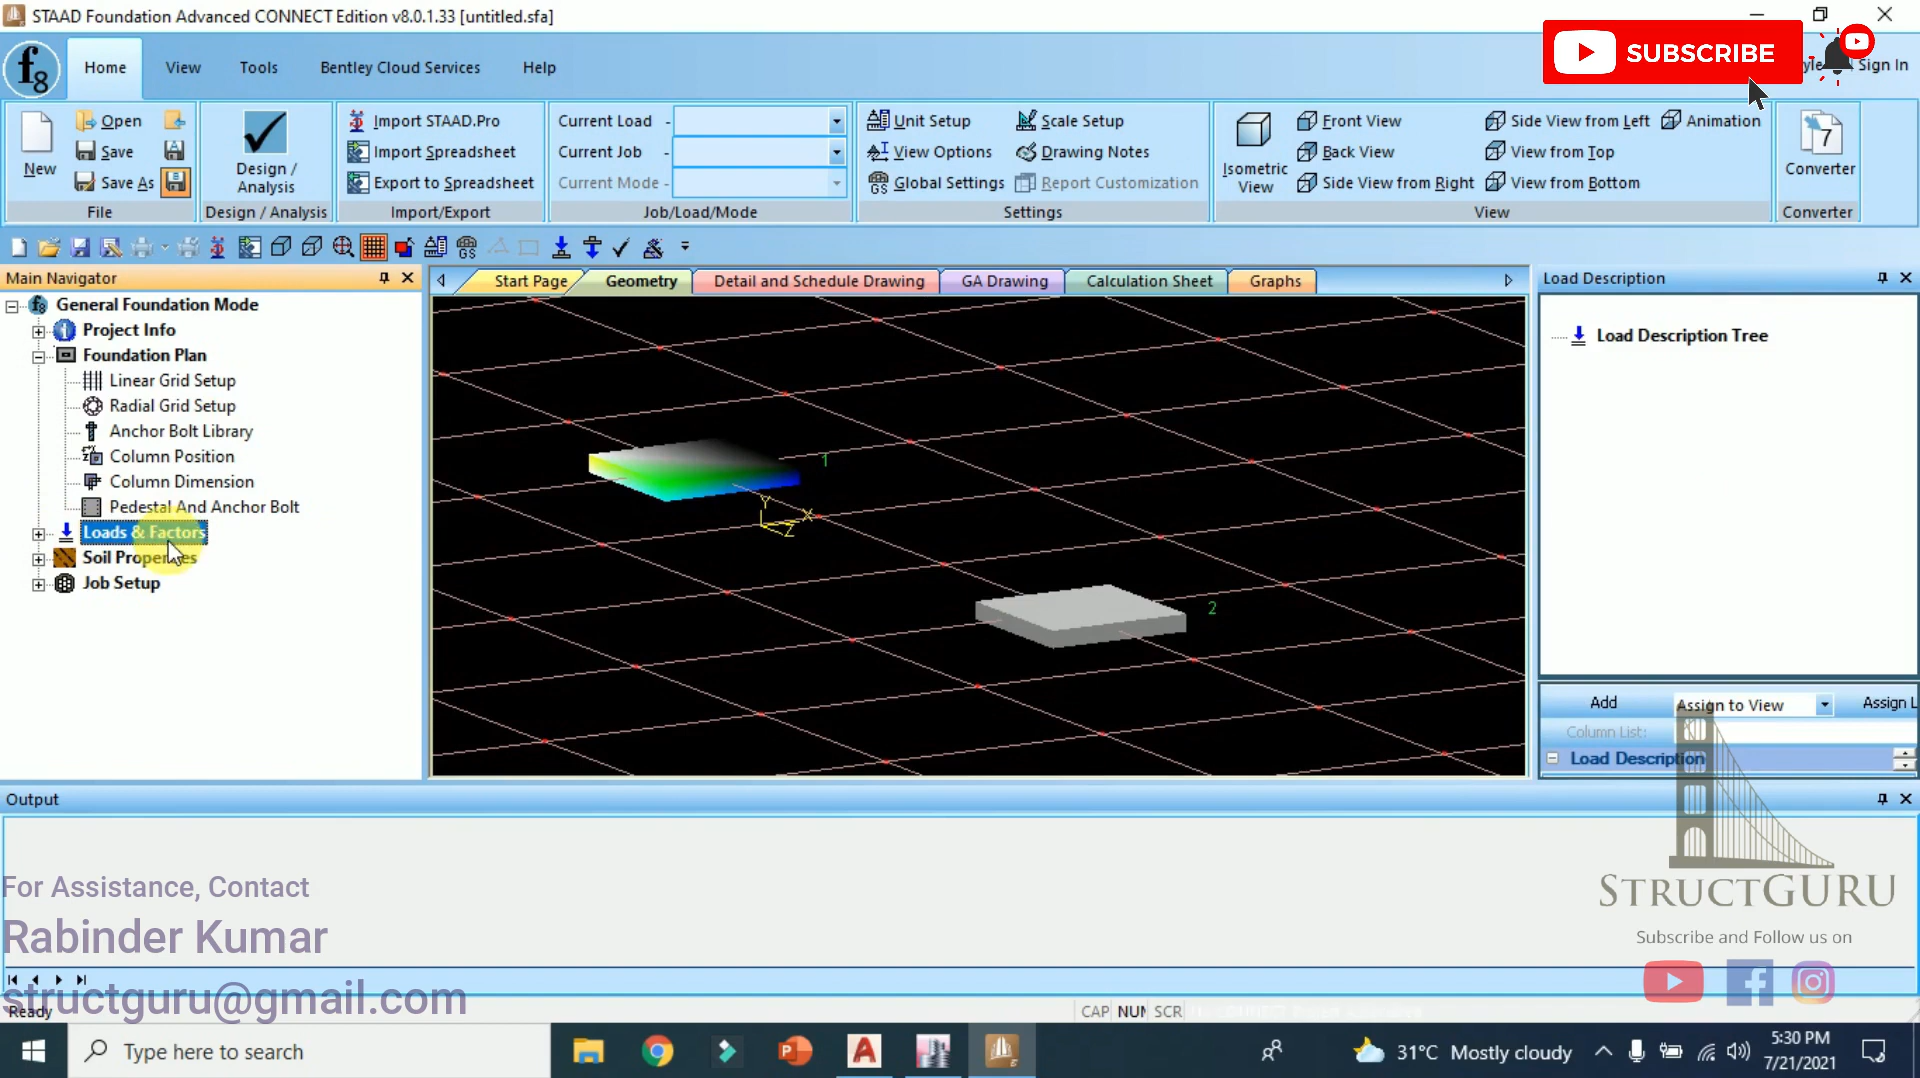 STAAD Foundation Advanced CONNECT Edition v8.0.1.33 [untitled.sfa]
SUBSCRIBE
Home View Tools Bentley Cloud Services Help
Sign In
New
Open
Save
Save As
File
Design / Analysis
Design / Analysis
Import STAAD.Pro
Import Spreadsheet
Export to Spreadsheet
Import/Export
Current Load -
Current Job -
Current Mode -
Job/Load/Mode
Unit Setup
View Options
Global Settings
Scale Setup
Drawing Notes
Report Customization
Settings
Isometric View
Front View
Back View
Side View from Right
Side View from Left
View from Top
View from Bottom
Animation
View
7
Converter
Converter
Main Navigator
General Foundation Mode
Project Info
Foundation Plan
Linear Grid Setup
Radial Grid Setup
Anchor Bolt Library
Column Position
Column Dimension
Pedestal And Anchor Bolt
Loads & Factors
Soil Properties
Job Setup
Start Page Geometry Detail and Schedule Drawing GA Drawing Calculation Sheet Graphs
1
Y
X
Z
2
Load Description
Load Description Tree
Add Assign to View Assign L
Column List:
Load Description
Output
For Assistance, Contact
Rabinder Kumar
structguru@gmail.com
STRUCTGURU
Subscribe and Follow us on
Ready
CAP NUM SCR
Type here to search
31°C Mostly cloudy
5:30 PM
7/21/2021